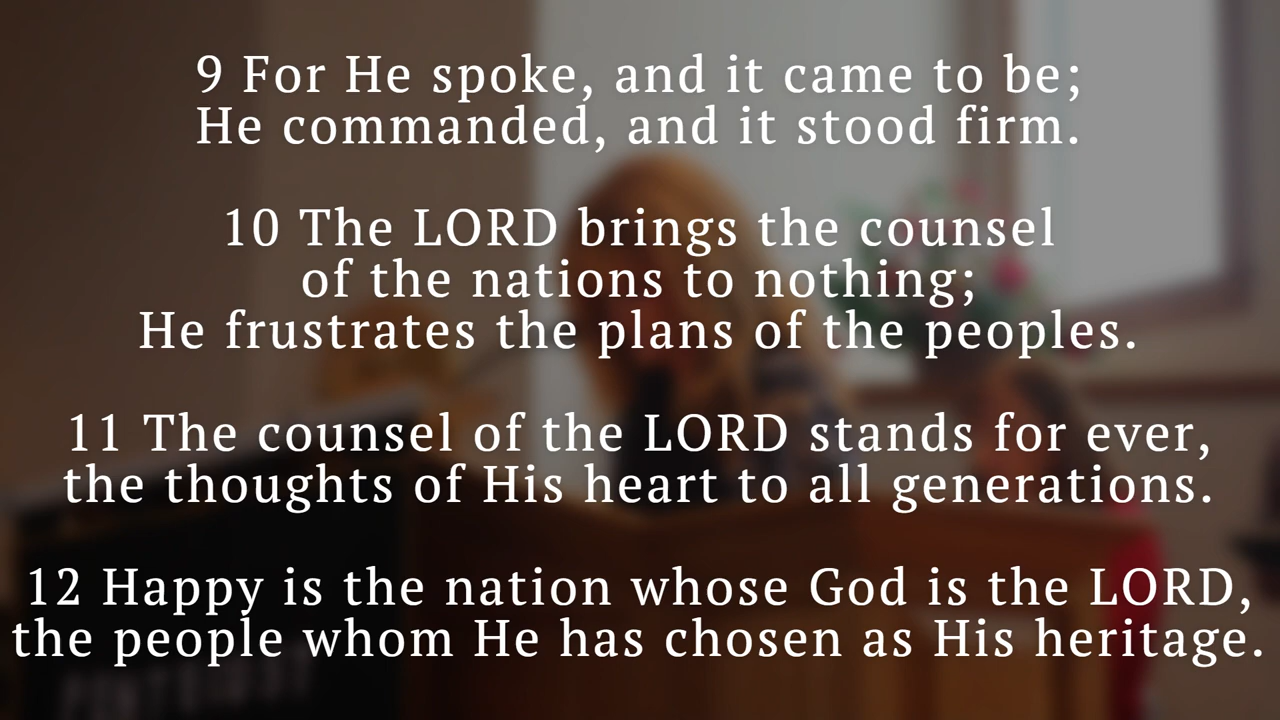 9 For He spoke, and it came to be;
He commanded, and it stood firm.
10 The LORD brings the counsel
of the nations to nothing;
He frustrates the plans of the peoples.
11 The counsel of the LORD stands for ever,
the thoughts of His heart to all generations.
12 Happy is the nation whose God is the LORD,
the people whom He has chosen as His heritage.